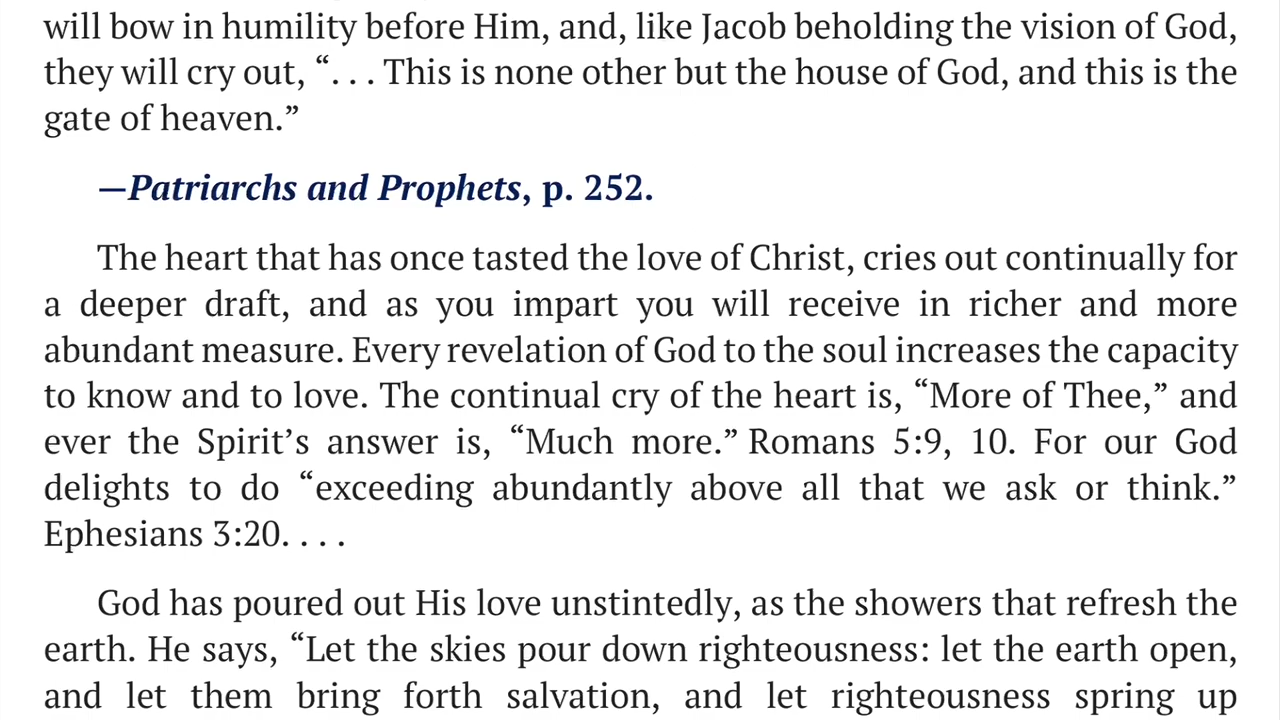 will bow in humility before Him, and, like Jacob beholding the vision of God,
they will cry out, “. . . This is none other but the house of God, and this is the
gate of heaven.”
—Patriarchs and Prophets, p. 252.
The heart that has once tasted the love of Christ, cries out continually for
a deeper draft, and as you impart you will receive in richer and more
abundant measure. Every revelation of God to the soul increases the capacity
to know and to love. The continual cry of the heart is, “More of Thee,” and
ever the Spirit’s answer is, “Much more.” Romans 5:9, 10. For our God
delights to do “exceeding abundantly above all that we ask or think.”
Ephesians 3:20. . . .
God has poured out His love unstintedly, as the showers that refresh the
earth. He says, “Let the skies pour down righteousness: let the earth open,
and let them bring forth salvation, and let righteousness spring up